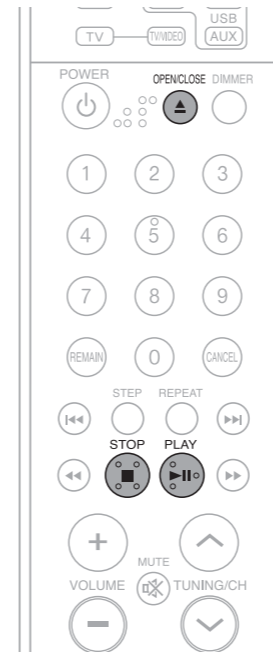 USB
TV TV/VIDEO AUX
POWER OPEN/CLOSE DIMMER
1 2 3
4 5 6
7 8 9
REMAIN 0 CANCEL
STEP REPEAT
STOP PLAY
+
MUTE
VOLUME TUNING/CH
−